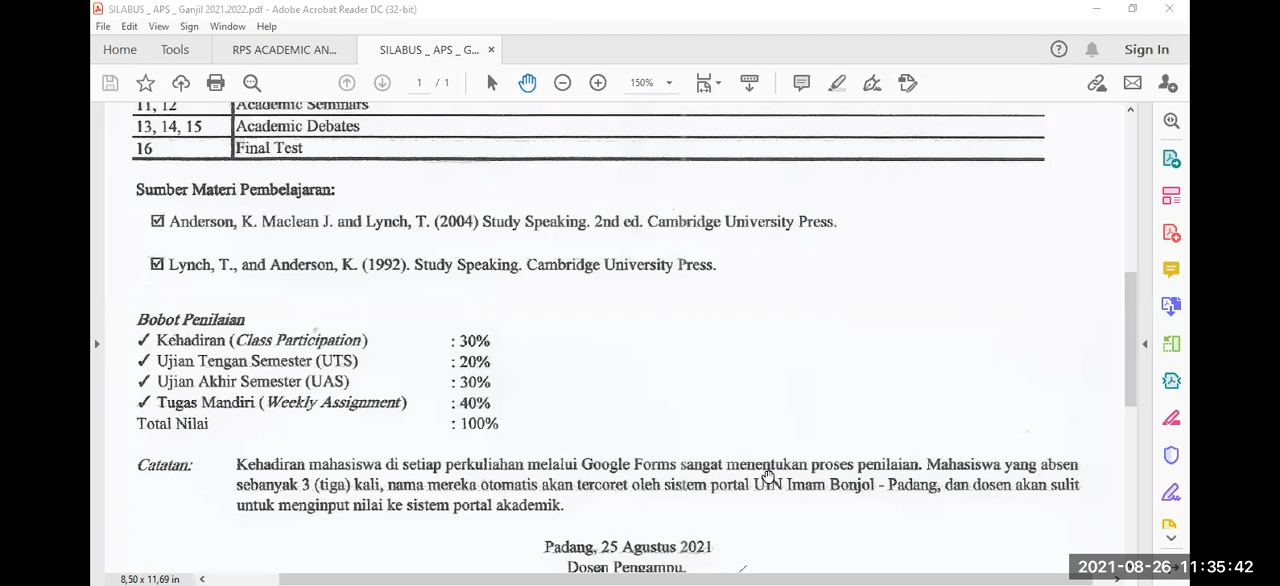 SILABUS _ APS _ Ganjil 2021.2022.pdf - Adobe Acrobat Reader DC (32-bit)
File Edit View Sign Window Help
Home Tools RPS ACADEMIC AN... SILABUS _ APS _ G... × Sign In
1 / 1 150%
11, 12 Academic Seminars
13, 14, 15 Academic Debates
16 Final Test
Sumber Materi Pembelajaran:
Anderson, K. Maclean J. and Lynch, T. (2004) Study Speaking. 2nd ed. Cambridge University Press.
Lynch, T., and Anderson, K. (1992). Study Speaking. Cambridge University Press.
Bobot Penilaian
✓ Kehadiran (Class Participation) : 30%
✓ Ujian Tengan Semester (UTS) : 20%
✓ Ujian Akhir Semester (UAS) : 30%
✓ Tugas Mandiri ( Weekly Assignment) : 40%
Total Nilai : 100%
Catatan: Kehadiran mahasiswa di setiap perkuliahan melalui Google Forms sangat menentukan proses penilaian. Mahasiswa yang absen
sebanyak 3 (tiga) kali, nama mereka otomatis akan tercoret oleh sistem portal UIN Imam Bonjol - Padang, dan dosen akan sulit
untuk menginput nilai ke sistem portal akademik.
Padang, 25 Agustus 2021
Dosen Pengampu,
8,50 x 11,69 in
2021-08-26 11:35:42